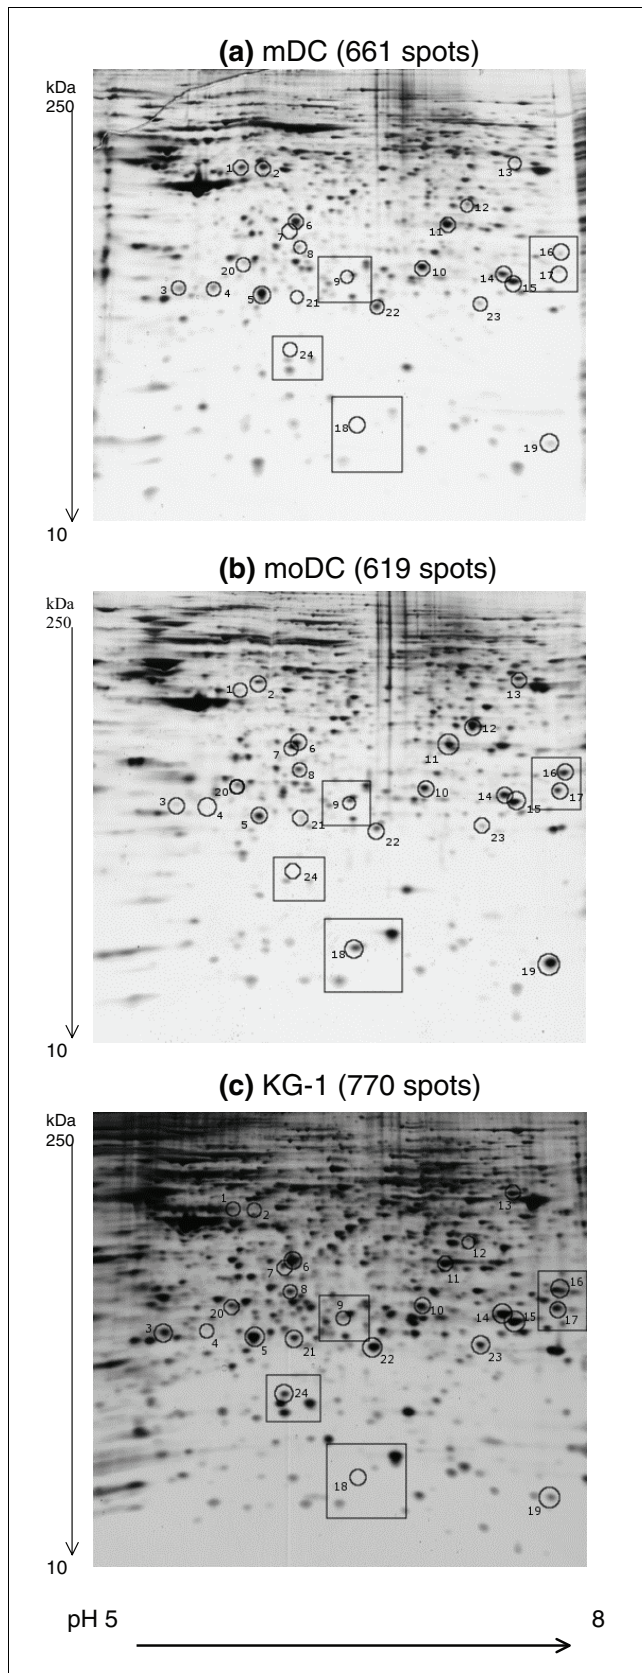 (a) mDC (661 spots)
kDa
250
1 2 13
12
6 11
7
8 16
20 9 10 14 17
3 4 5 21 15
22 23
24
18
19
10
(b) moDC (619 spots)
kDa
250
1 2 13
12
7 6 11
8 16
20 9 10 14 15 17
3 4
5 21 22 23
24
18
19
10
(c) KG-1 (770 spots)
kDa
250
1 2 13
12
7 6 11
8 16
20 9 10 14 15 17
3 4 5 21 22 23
24
18
19
10
pH 5 8